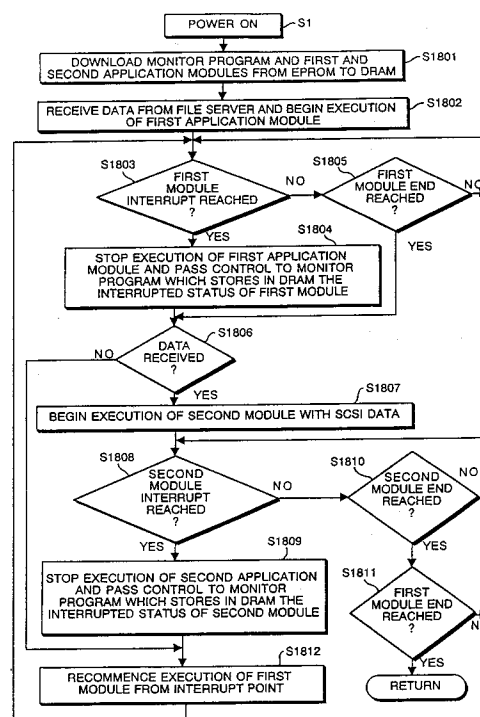 POWER ON
S1
DOWNLOAD MONITOR PROGRAM AND FIRST AND
SECOND APPLICATION MODULES FROM EPROM TO DRAM
S1801
RECEIVE DATA FROM FILE SERVER AND BEGIN EXECUTION
OF FIRST APPLICATION MODULE
S1802
S1803
FIRST
MODULE
INTERRUPT REACHED
?
NO
YES
S1805
FIRST
MODULE END
REACHED
?
NO
YES
S1804
STOP EXECUTION OF FIRST APPLICATION
MODULE AND PASS CONTROL TO MONITOR
PROGRAM WHICH STORES IN DRAM THE
INTERRUPTED STATUS OF FIRST MODULE
S1806
DATA
RECEIVED
?
NO
YES
S1807
BEGIN EXECUTION OF SECOND MODULE WITH SCSI DATA
S1808
SECOND
MODULE
INTERRUPT
REACHED
?
NO
YES
S1810
SECOND
MODULE END
REACHED
?
NO
YES
S1809
STOP EXECUTION OF SECOND APPLICATION
AND PASS CONTROL TO MONITOR
PROGRAM WHICH STORES IN DRAM THE
INTERRUPTED STATUS OF SECOND MODULE
S1811
FIRST
MODULE END
REACHED
?
N
YES
RETURN
S1812
RECOMMENCE EXECUTION OF FIRST
MODULE FROM INTERRUPT POINT